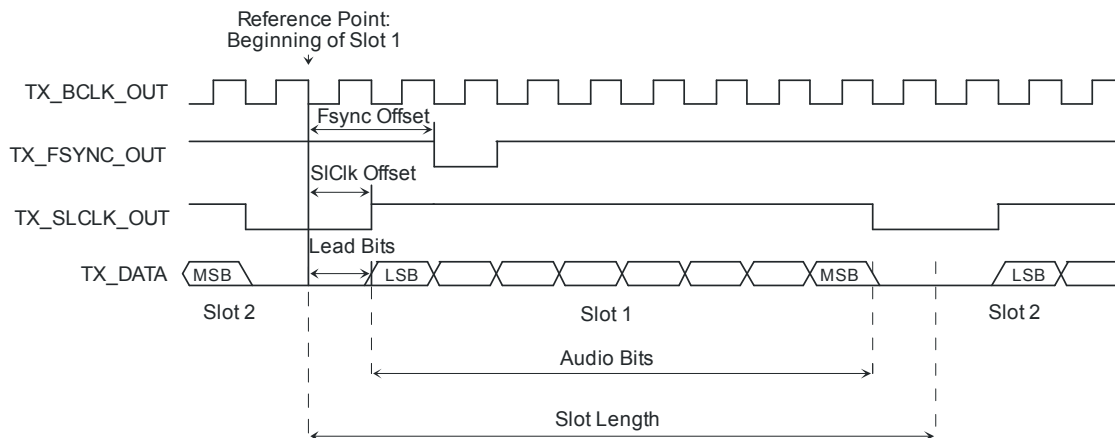 Reference Point:
Beginning of Slot 1
TX_BCLK_OUT
Fsync Offset
TX_FSYNC_OUT
SlClk Offset
TX_SLCLK_OUT
Lead Bits
TX_DATA
MSB
LSB
MSB
LSB
Slot 2
Slot 1
Slot 2
Audio Bits
Slot Length